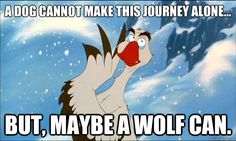 A DOG CANNOT MAKE THIS JOURNEY ALONE...
BUT, MAYBE A WOLF CAN.